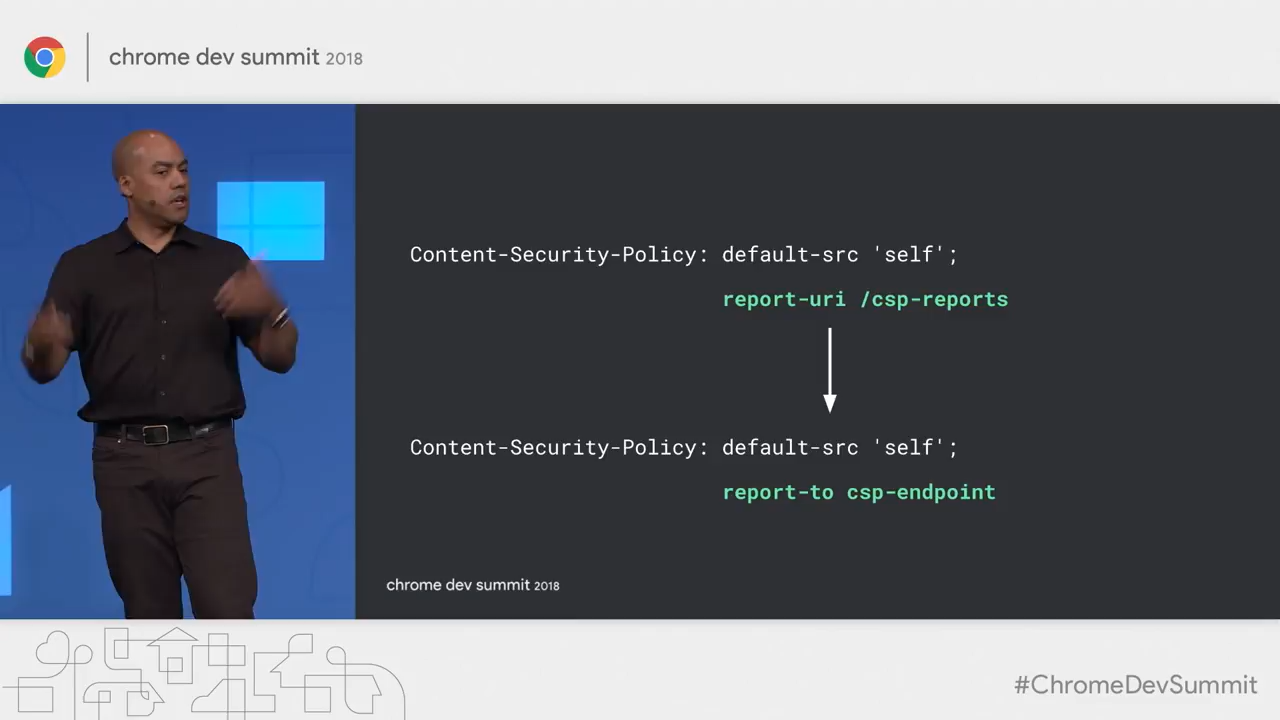 chrome dev summit 2018
Content-Security-Policy: default-src 'self';
report-uri /csp-reports
Content-Security-Policy: default-src 'self';
report-to csp-endpoint
chrome dev summit 2018
#ChromeDevSummit